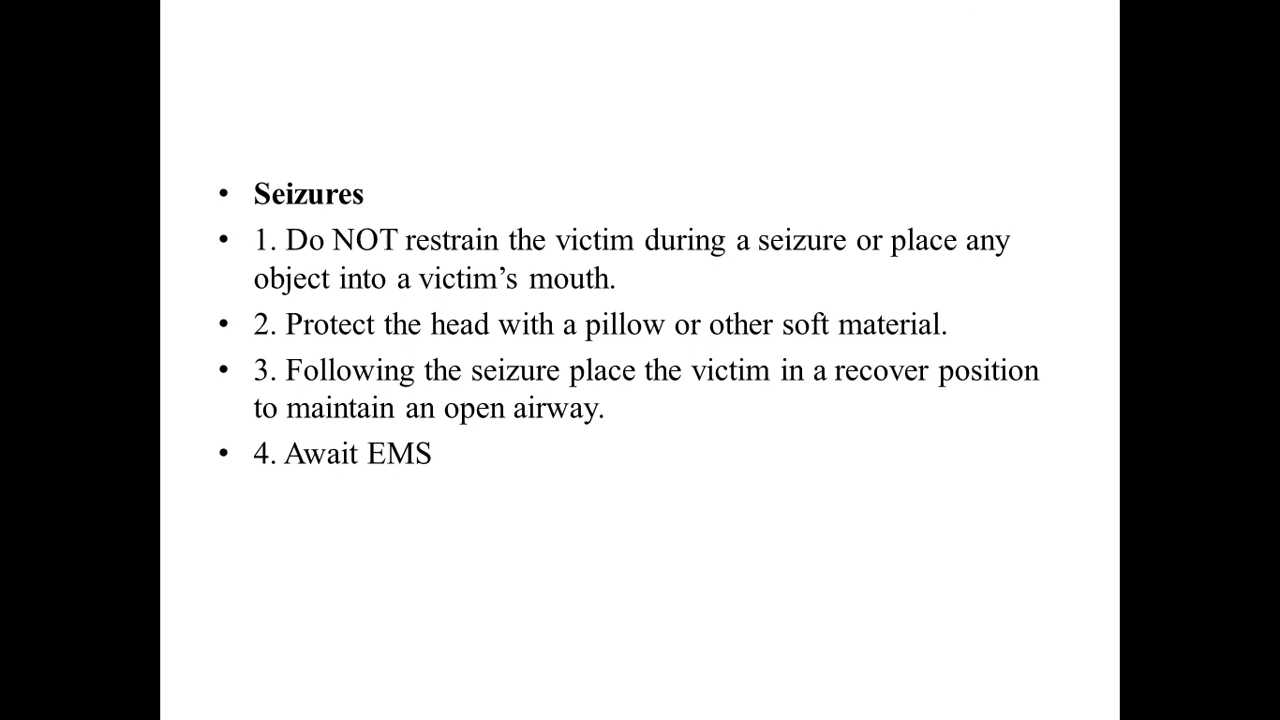 • Seizures
• 1. Do NOT restrain the victim during a seizure or place any
object into a victim’s mouth.
• 2. Protect the head with a pillow or other soft material.
• 3. Following the seizure place the victim in a recover position
to maintain an open airway.
• 4. Await EMS